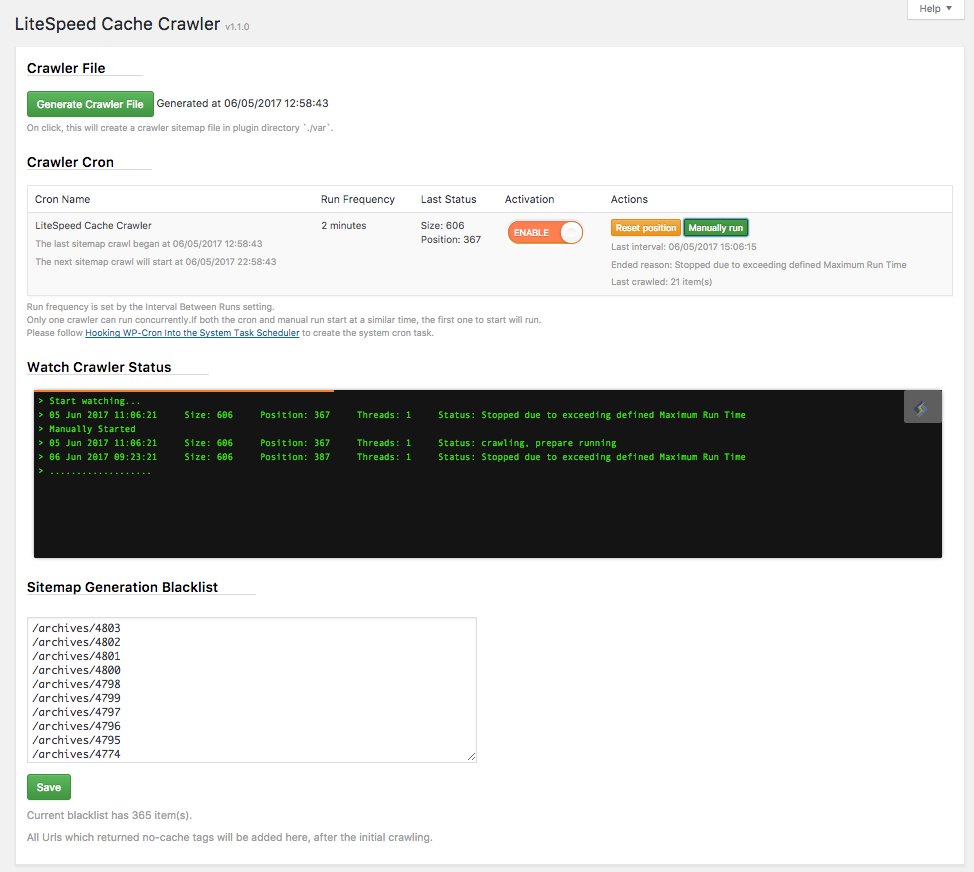 Help
LiteSpeed Cache Crawler v1.1.0
Crawler File
Generate Crawler File Generated at 06/05/2017 12:58:43
On click, this will create a crawler sitemap file in plugin directory `./var`.
Crawler Cron
Cron Name Run Frequency Last Status Activation Actions
LiteSpeed Cache Crawler 2 minutes Size: 606 ENABLE Reset position Manually run
Position: 367
The last sitemap crawl began at 06/05/2017 12:58:43 Last interval: 06/05/2017 15:06:15
The next sitemap crawl will start at 06/05/2017 22:58:43 Ended reason: Stopped due to exceeding defined Maximum Run Time
Last crawled: 21 item(s)
Run frequency is set by the Interval Between Runs setting.
Only one crawler can run concurrently.If both the cron and manual run start at a similar time, the first one to start will run.
Please follow Hooking WP-Cron Into the System Task Scheduler to create the system cron task.
Watch Crawler Status
> Start watching...
> 05 Jun 2017 11:06:21 Size: 606 Position: 367 Threads: 1 Status: Stopped due to exceeding defined Maximum Run Time
> Manually Started
> 05 Jun 2017 11:06:21 Size: 606 Position: 367 Threads: 1 Status: crawling, prepare running
> 06 Jun 2017 09:23:21 Size: 606 Position: 387 Threads: 1 Status: Stopped due to exceeding defined Maximum Run Time
> ...................
Sitemap Generation Blacklist
/archives/4803
/archives/4802
/archives/4801
/archives/4800
/archives/4798
/archives/4799
/archives/4797
/archives/4796
/archives/4795
/archives/4774
Save
Current blacklist has 365 item(s).
All Urls which returned no-cache tags will be added here, after the initial crawling.